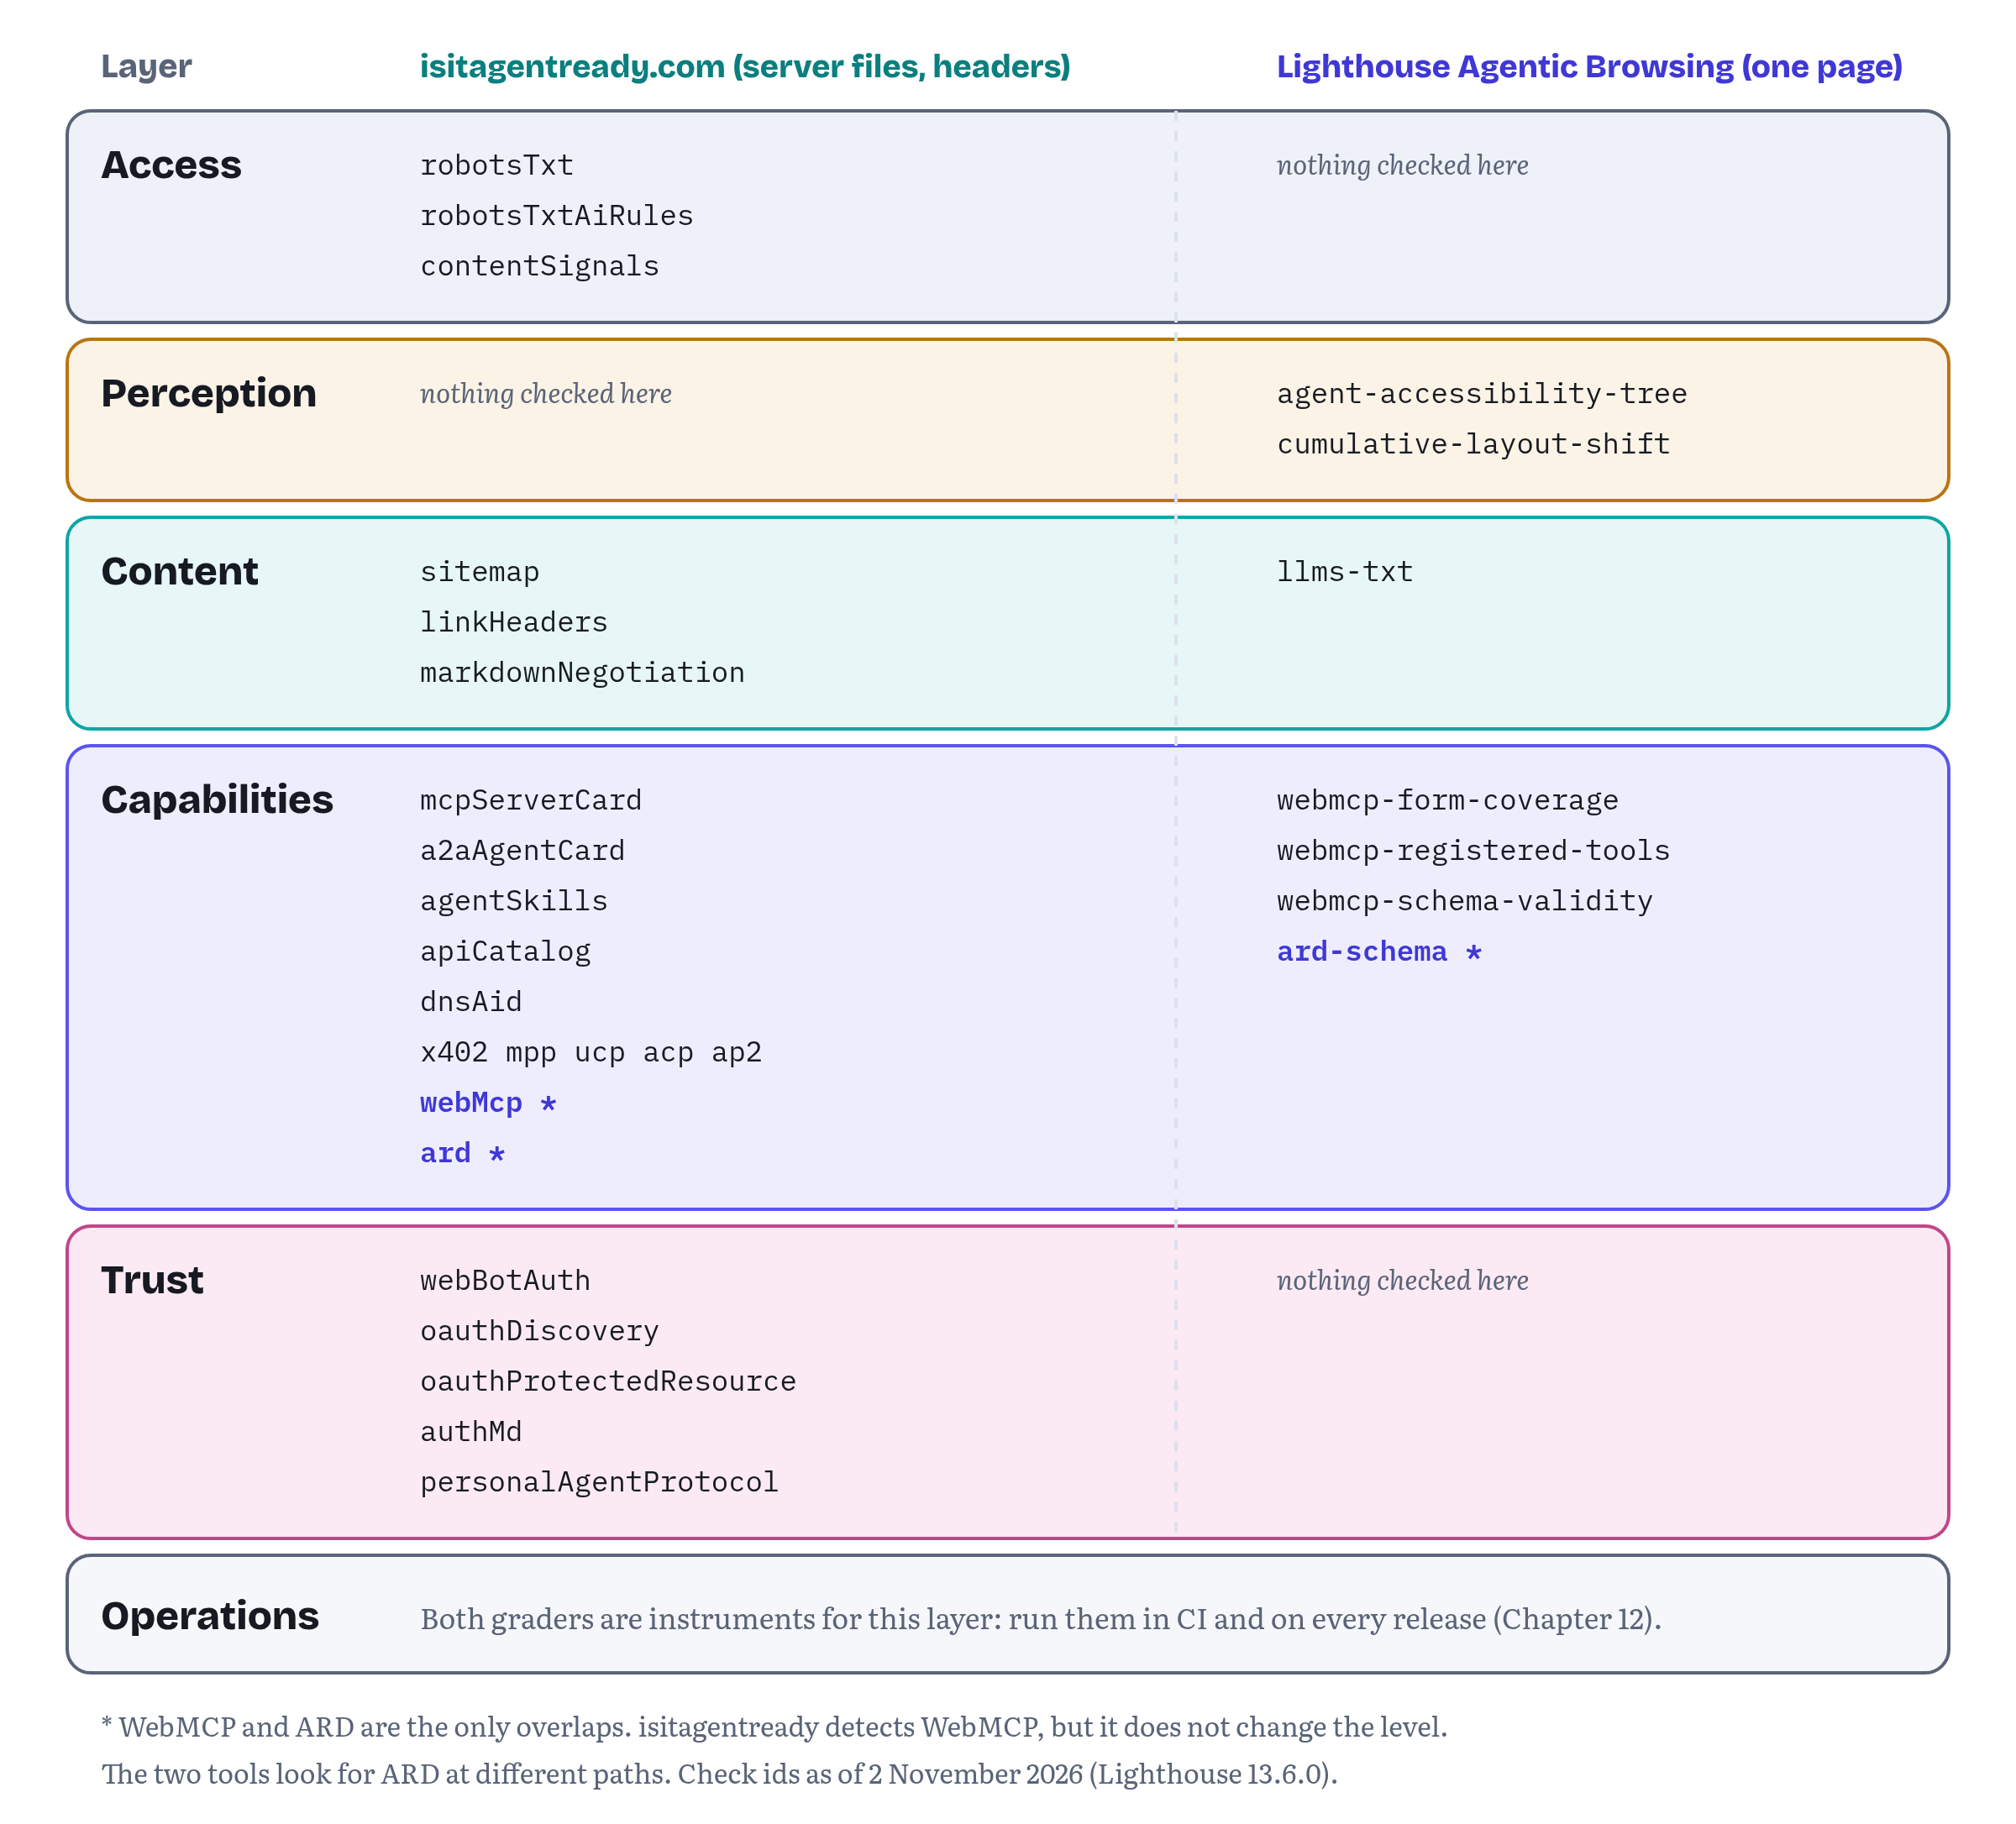 Layer isitagentready.com (server files, headers) Lighthouse Agentic Browsing (one page)
Access robotsTxt nothing checked here
robotsTxtAiRules
contentSignals
Perception nothing checked here agent-accessibility-tree
cumulative-layout-shift
Content sitemap llms-txt
linkHeaders
markdownNegotiation
Capabilities mcpServerCard webmcp-form-coverage
a2aAgentCard webmcp-registered-tools
agentSkills webmcp-schema-validity
apiCatalog ard-schema *
dnsAid
x402 mpp ucp acp ap2
webMcp *
ard *
Trust webBotAuth nothing checked here
oauthDiscovery
oauthProtectedResource
authMd
personalAgentProtocol
Operations Both graders are instruments for this layer: run them in CI and on every release (Chapter 12).
* WebMCP and ARD are the only overlaps. isitagentready detects WebMCP, but it does not change the level.
The two tools look for ARD at different paths. Check ids as of 2 November 2026 (Lighthouse 13.6.0).